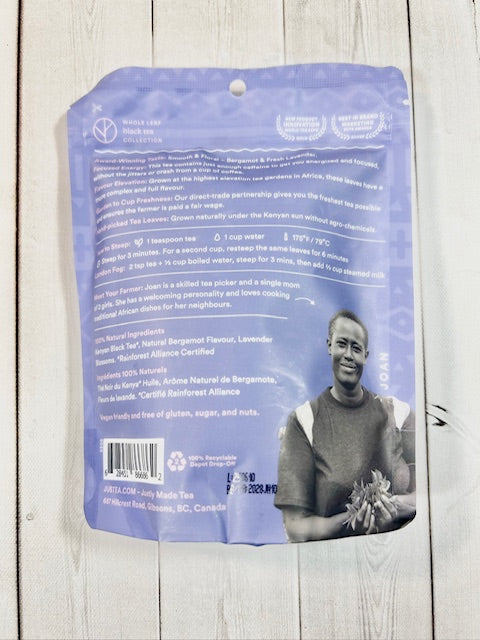 WHOLE LEAF
black tea
COLLECTION
NEW PRODUCT
INNOVATION
WORLD TEA EXPO
BEST IN BRAND
MARKETING
Award-Winning Taste: Smooth & Floral - Bergamot & Fresh Lavender.
Focused Energy: This tea contains just enough caffeine to get you energized and focused,
without the jitters or crash from a cup of coffee.
Flavour Elevation: Grown at the highest elevation tea gardens in Africa, these leaves have a
more complex and full flavour.
to Cup Freshness: Our direct-trade partnership gives you the freshest tea possible
and ensures the farmer is paid a fair wage.
Hand-picked Tea Leaves: Grown naturally under the Kenyan sun without agro-chemicals.
How to Steep: 1 teaspoon tea 1 cup water 175°F / 79°C
Steep for 3 minutes. For a second cup, resteep the same leaves for 6 minutes
London Fog: 2 tsp tea + ½ cup boiled water, steep for 3 mins, then add ½ cup steamed milk
Meet Your Farmer: Joan is a skilled tea picker and a single mom
of 2 girls. She has a welcoming personality and loves cooking
traditional African dishes for her neighbours.
100% Natural Ingredients
Kenyan Black Tea*, Natural Bergamot Flavour, Lavender
Blossoms. *Rainforest Alliance Certified
Ingrédients 100% Naturels
Thé Noir du Kenya* Huile, Arôme Naturel de Bergamote,
Fleurs de lavande. *Certifié Rainforest Alliance
Vegan friendly and free of gluten, sugar, and nuts.
JOAN
2
100% Recyclable
Depot Drop-Off
JUSTEA.COM - Justly Made Tea
667 Hillcrest Road, Gibsons, BC, Canada